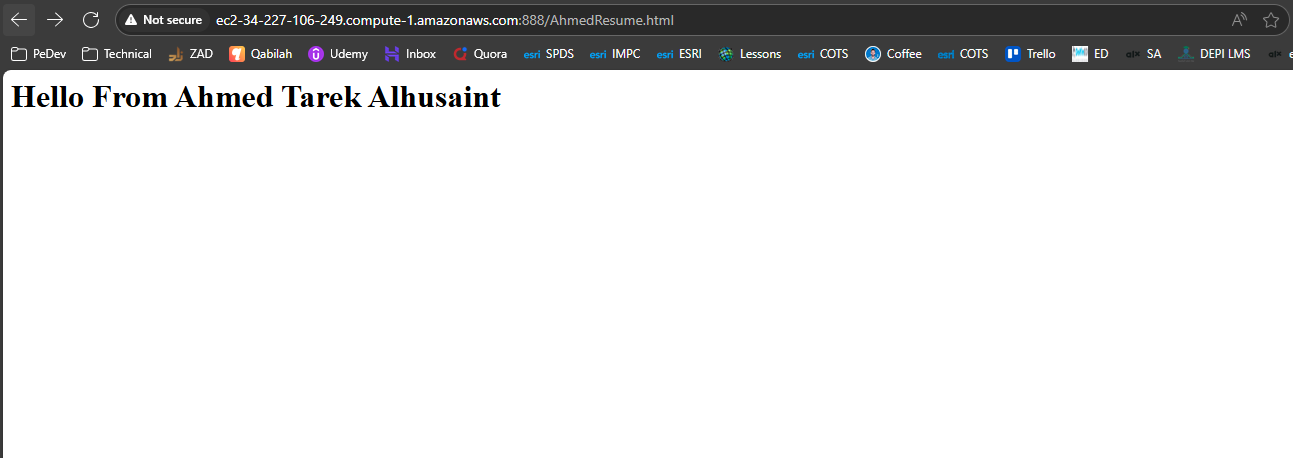 Not secure ec2-34-227-106-249.compute-1.amazonaws.com:888/AhmedResume.html
PeDev Technical ZAD Qabilah Udemy Inbox Quora esri SPDS esri IMPC esri ESRI Lessons esri COTS Coffee esri COTS Trello ED alx SA DEPI LMS alx e
Hello From Ahmed Tarek Alhusaint